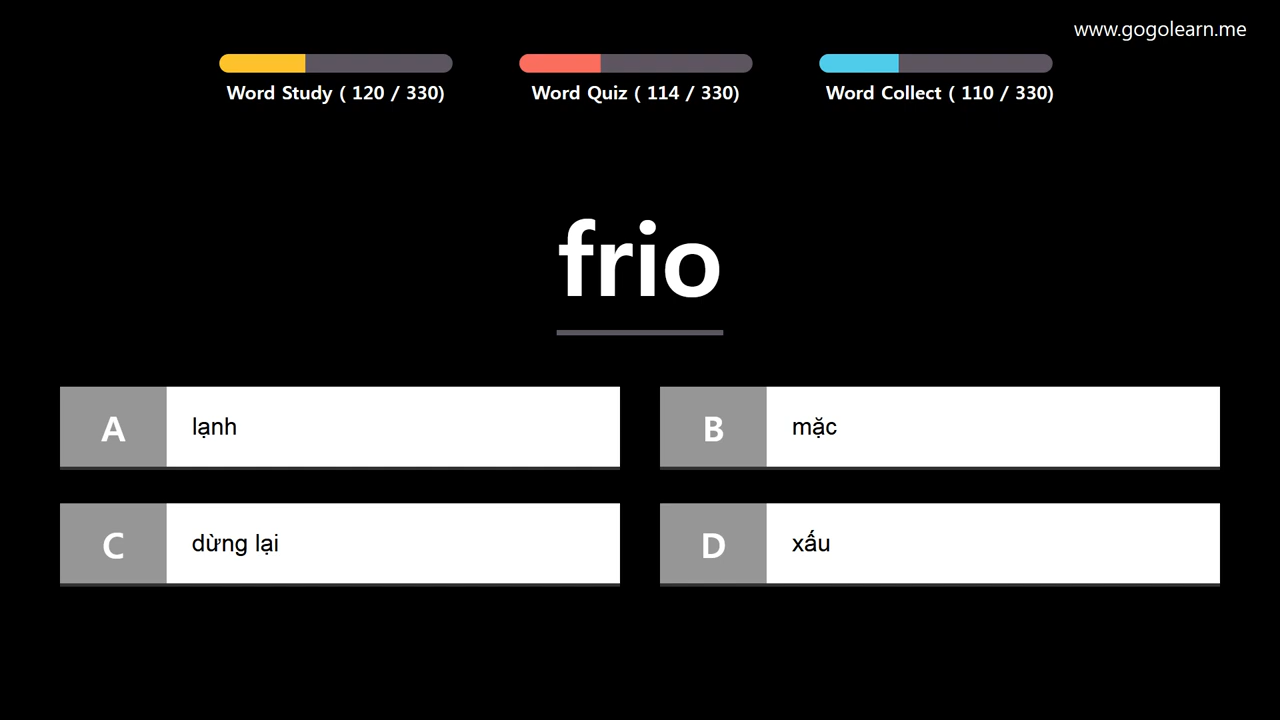 www.gogolearn.me
Word Study ( 120 / 330)
Word Quiz ( 114 / 330)
Word Collect ( 110 / 330)
frio
A lạnh
B mặc
C dừng lại
D xấu